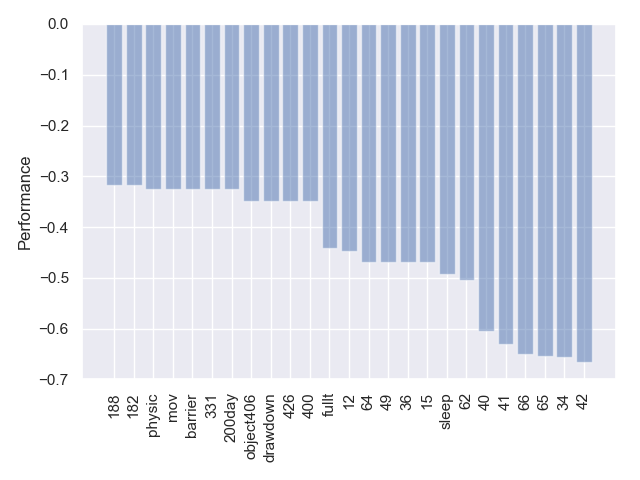 0.0
−0.1
−0.2
−0.3
−0.4
−0.5
−0.6
−0.7
Performance
188
182
physic
mov
barrier
331
200day
object406
drawdown
426
400
fullt
12
64
49
36
15
sleep
62
40
41
66
65
34
42